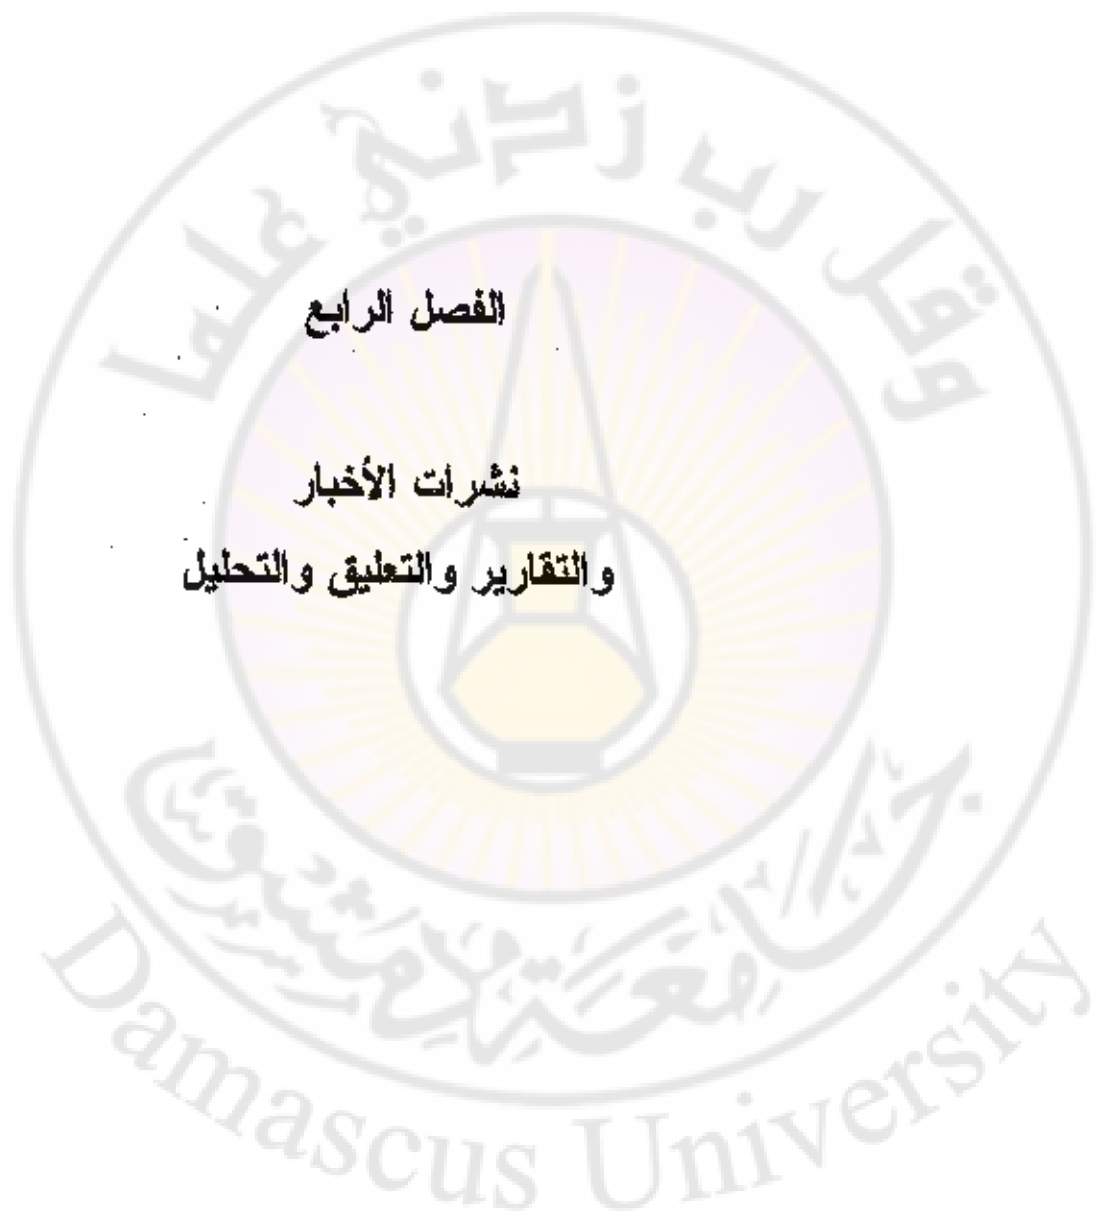 وقل رب زدني علما
الفصل الرابع
نشرات الأخبار
والتقارير والتعليق والتحليل
جامعة دمشق
Damascus University